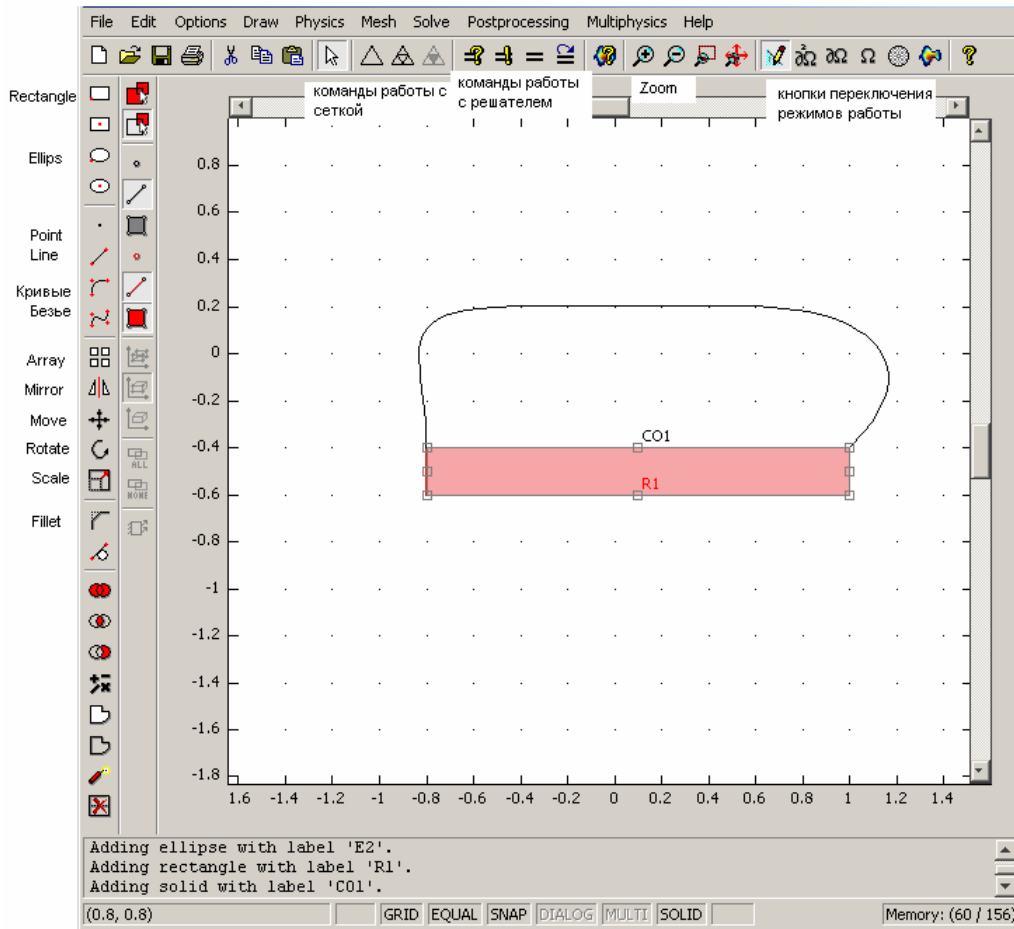 File Edit Options Draw Physics Mesh Solve Postprocessing Multiphysics Help
команды работы с
сеткой
команды работы
с решателем
Zoom
кнопки переключения
режимов работы
Rectangle
Ellips
Point
Line
Кривые
Безье
Array
Mirror
Move
Rotate
Scale
Fillet
ALL
NONE
0.8
0.6
0.4
0.2
0
-0.2
-0.4
-0.6
-0.8
-1
-1.2
-1.4
-1.6
-1.8
CO1
R1
1.6 -1.4 -1.2 -1 -0.8 -0.6 -0.4 -0.2 0 0.2 0.4 0.6 0.8 1 1.2 1.4
Adding ellipse with label 'E2'.
Adding rectangle with label 'R1'.
Adding solid with label 'CO1'.
(0.8, 0.8) GRID EQUAL SNAP DIALOG MULTI SOLID Memory: (60 / 156)